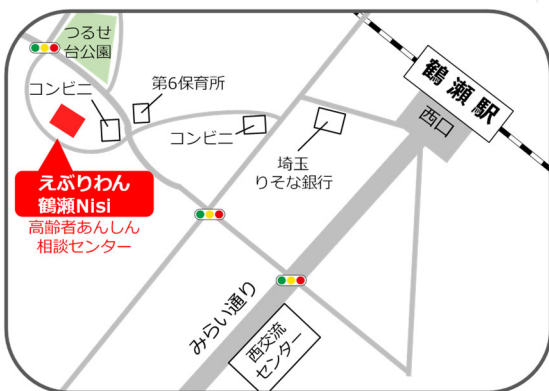 つるせ
台公園
コンビニ
第6保育所
コンビニ
埼玉
りそな銀行
鶴瀬駅
西口
えぶりわん
鶴瀬Nisi
高齢者あんしん
相談センター
みらい通り
西交流
センター